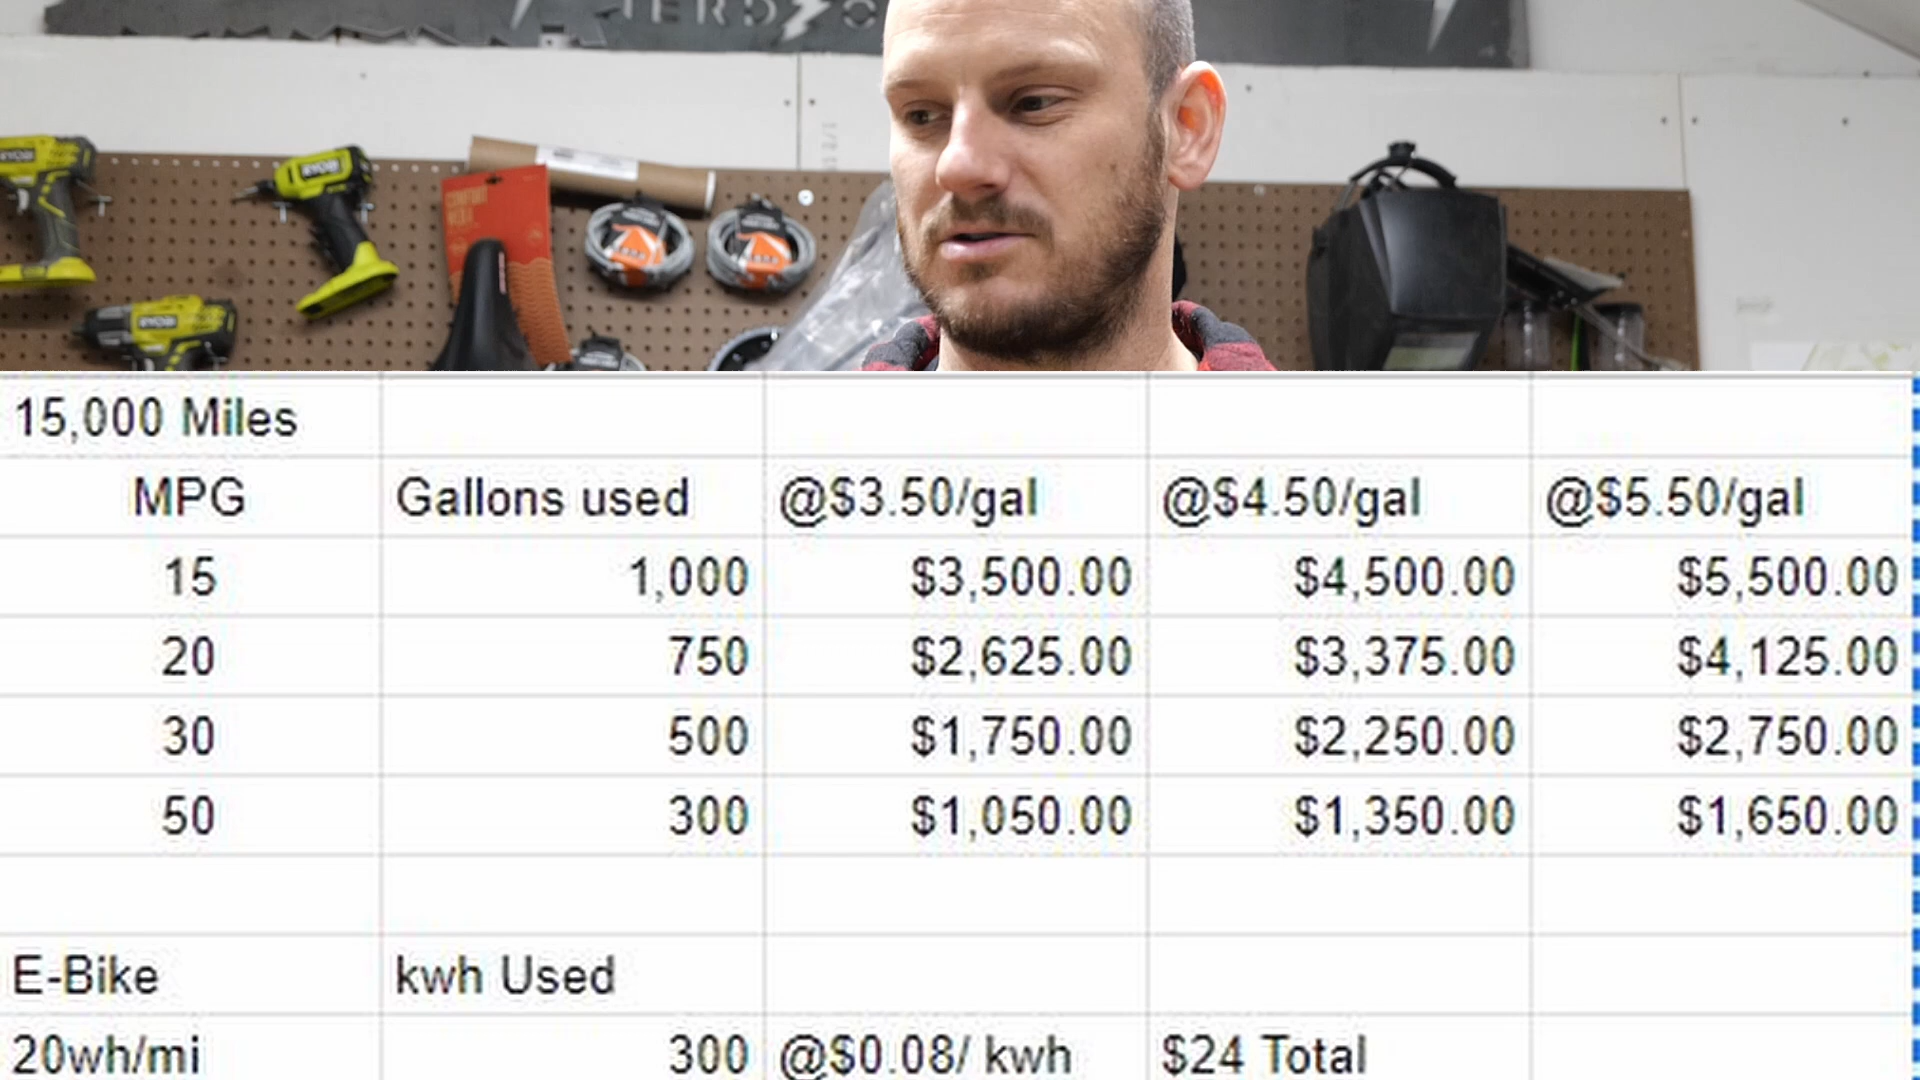 RYOBI
RYOBI
RYOBI
15,000 Miles
MPG Gallons used @$3.50/gal @$4.50/gal @$5.50/gal
15 1,000 $3,500.00 $4,500.00 $5,500.00
20 750 $2,625.00 $3,375.00 $4,125.00
30 500 $1,750.00 $2,250.00 $2,750.00
50 300 $1,050.00 $1,350.00 $1,650.00
E-Bike kwh Used
20wh/mi 300 @$0.08/ kwh $24 Total